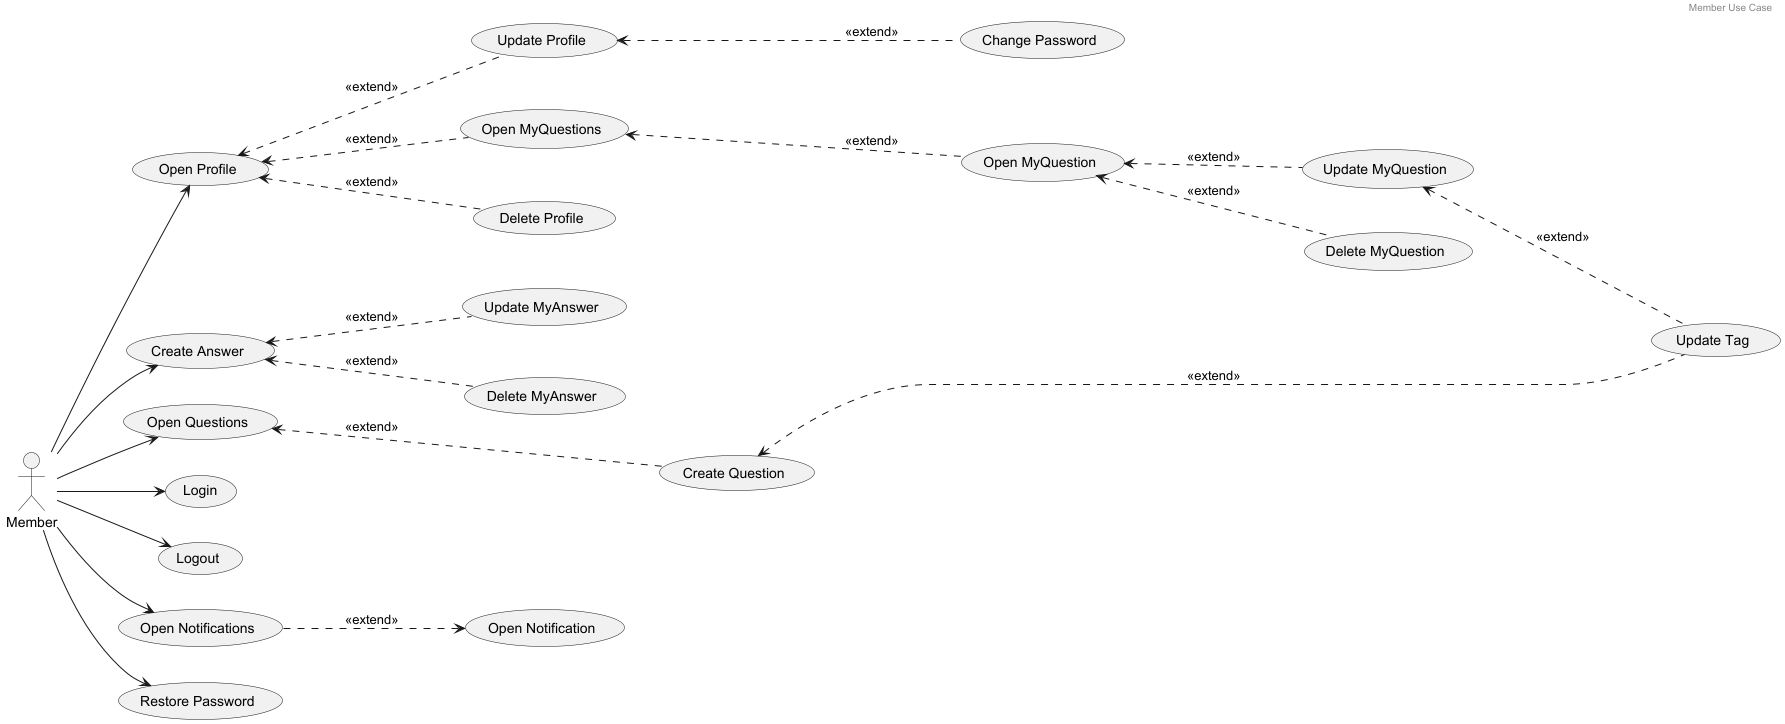 Member Use Case
Update Profile
«extend»
Change Password
«extend»
Open MyQuestions
«extend»
«extend»
Open Profile
Open MyQuestion
«extend»
Update MyQuestion
«extend»
«extend»
Delete Profile
«extend»
Delete MyQuestion
Update MyAnswer
«extend»
Create Answer
Update Tag
«extend»
Delete MyAnswer
«extend»
Open Questions
«extend»
Create Question
Login
Member
Logout
Open Notifications
«extend»
Open Notification
Restore Password